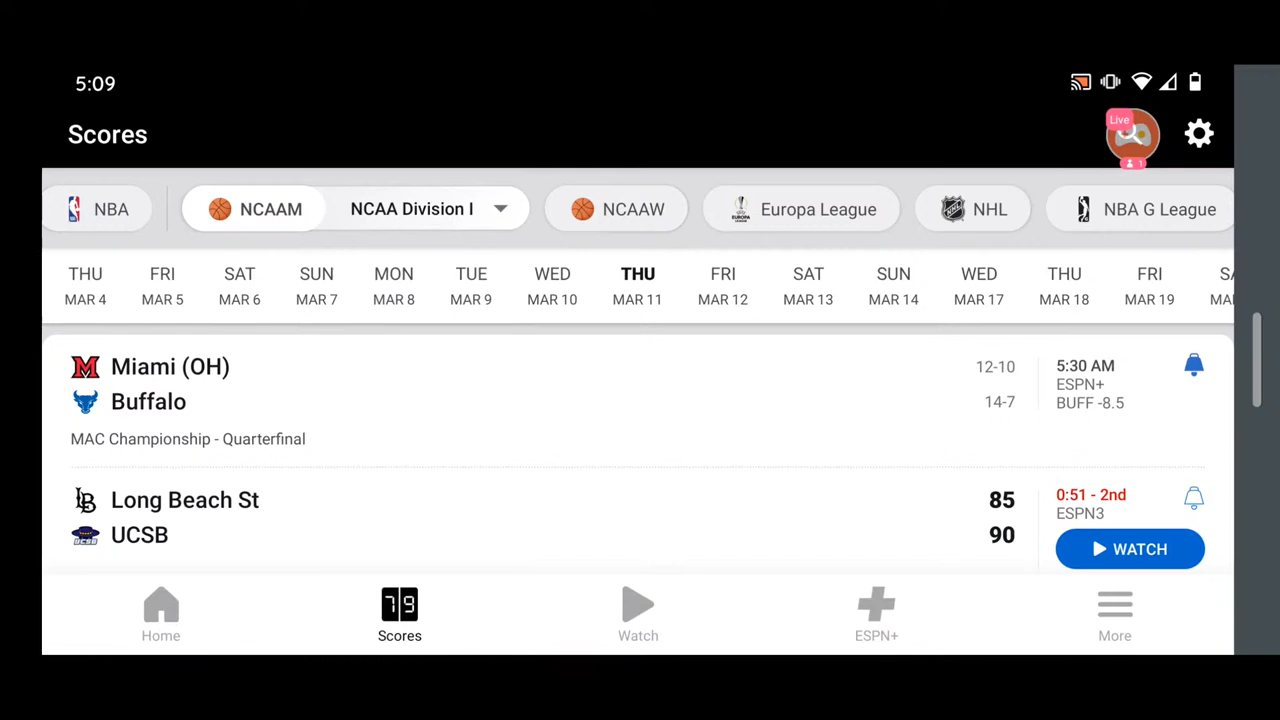 5:09
Scores
Live
1
NBA
NCAAM
NCAA Division I
NCAAW
Europa League
NHL
NBA G League
THU FRI SAT SUN MON TUE WED THU FRI SAT SUN WED THU FRI SA
MAR 4 MAR 5 MAR 6 MAR 7 MAR 8 MAR 9 MAR 10 MAR 11 MAR 12 MAR 13 MAR 14 MAR 17 MAR 18 MAR 19 MA
Miami (OH) 12-10 5:30 AM
ESPN+
Buffalo 14-7 BUFF -8.5
MAC Championship - Quarterfinal
Long Beach St 85 0:51 - 2nd
ESPN3
UCSB 90 WATCH
79
Home Scores Watch ESPN+ More